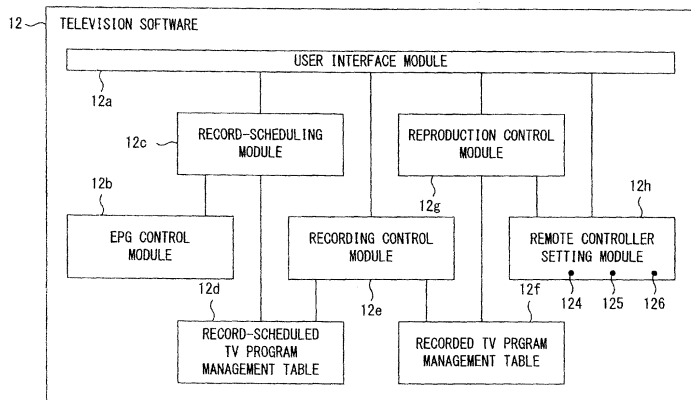 12
TELEVISION SOFTWARE
USER INTERFACE MODULE
12a
12c
RECORD-SCHEDULING
MODULE
REPRODUCTION CONTROL
MODULE
12b
12g
12h
EPG CONTROL
MODULE
RECORDING CONTROL
MODULE
REMOTE CONTROLLER
SETTING MODULE
12d
12e
12f
124
125
126
RECORD-SCHEDULED
TV PROGRAM
MANAGEMENT TABLE
RECORDED TV PRGRAM
MANAGEMENT TABLE